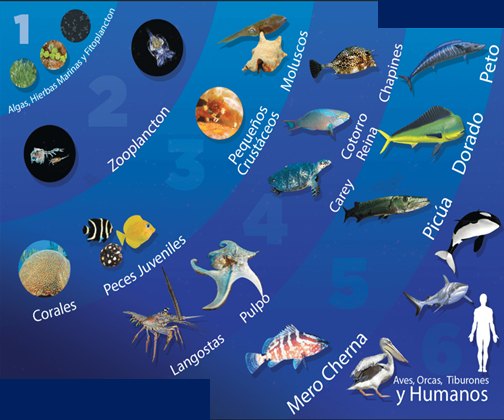 1
Algas, Hierbas Marinas y Fitoplancton
2
Zooplancton
3
Corales
Peces Juveniles
Pequeños
Crustáceos
Moluscos
4
Langostas
Pulpo
Carey
Cotorro
Reina
Chapines
5
Mero Cherna
Picúa
Dorado
Peto
6
Aves, Orcas, Tiburones
y Humanos